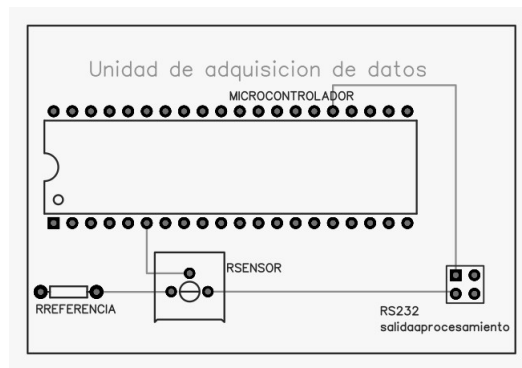 Unidad de adquisicion de datos
MICROCONTROLADOR
RSENSOR
RREFERENCIA
RS232
salidaaprocesamiento